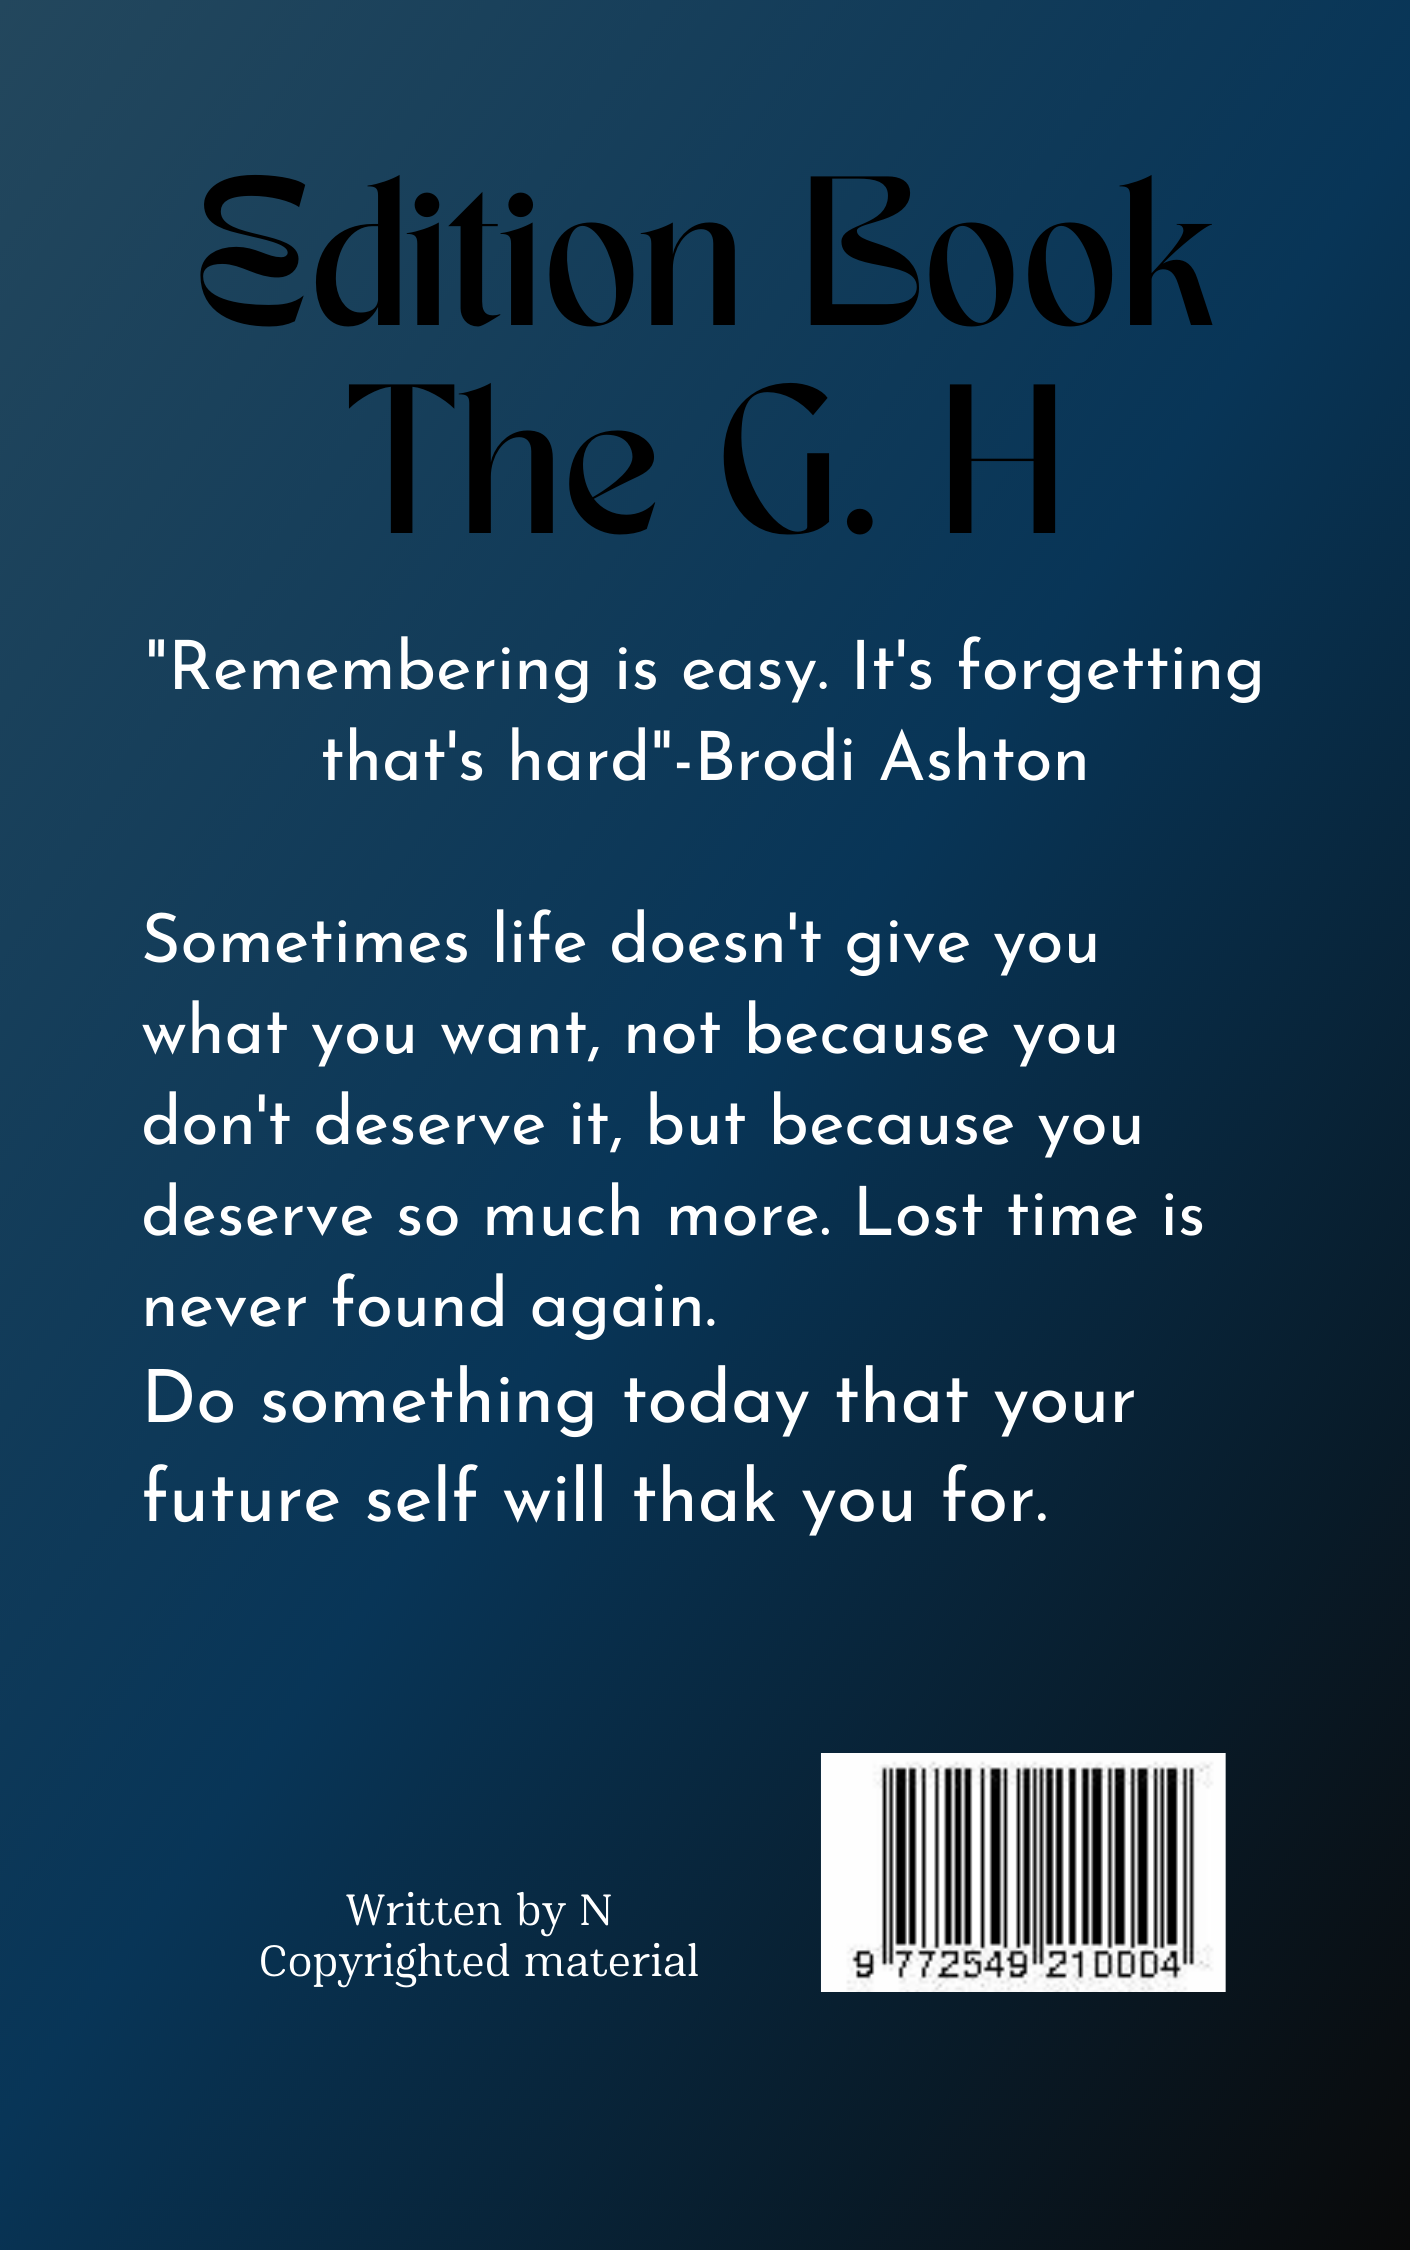 Edition Book
The G. H
"Remembering is easy. It's forgetting
that's hard"-Brodi Ashton
Sometimes life doesn't give you
what you want, not because you
don't deserve it, but because you
deserve so much more. Lost time is
never found again.
Do something today that your
future self will thak you for.
Written by N
Copyrighted material
9 772549 210004